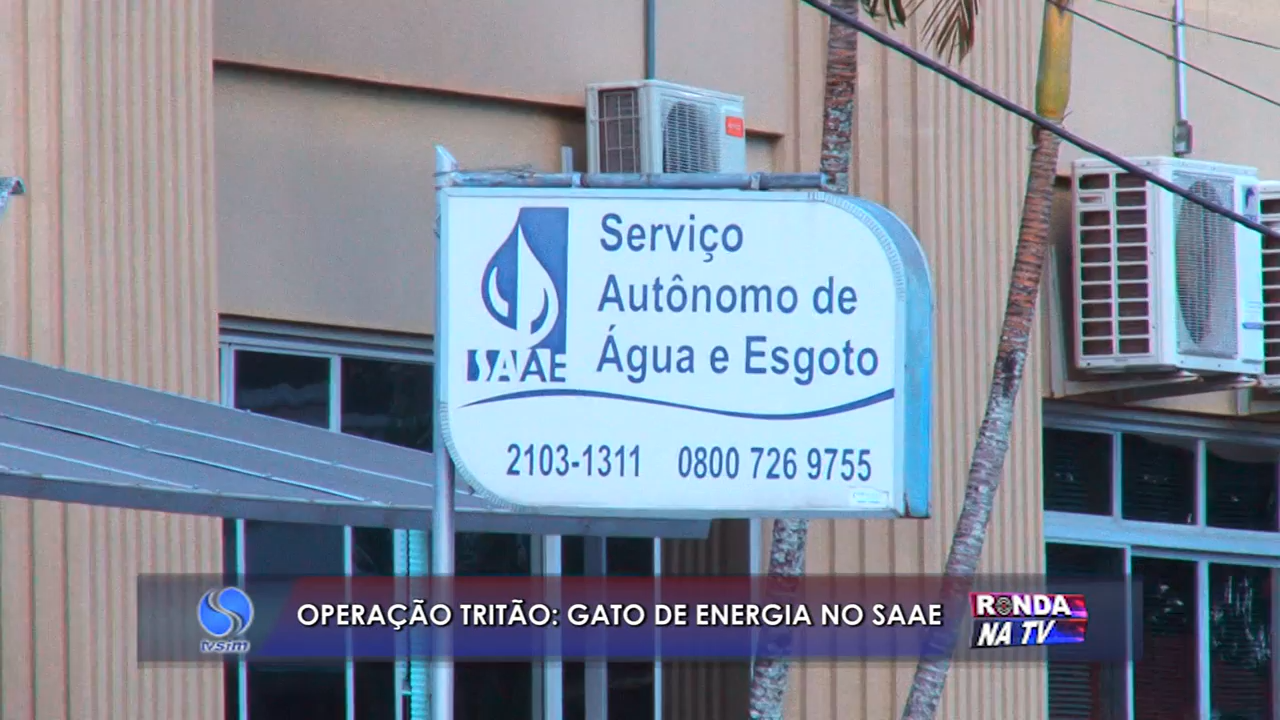 Serviço
Autônomo de
Água e Esgoto
SAAE
2103-1311 0800 726 9755
OPERAÇÃO TRITÃO: GATO DE ENERGIA NO SAAE
tvsim
RONDA
NA TV